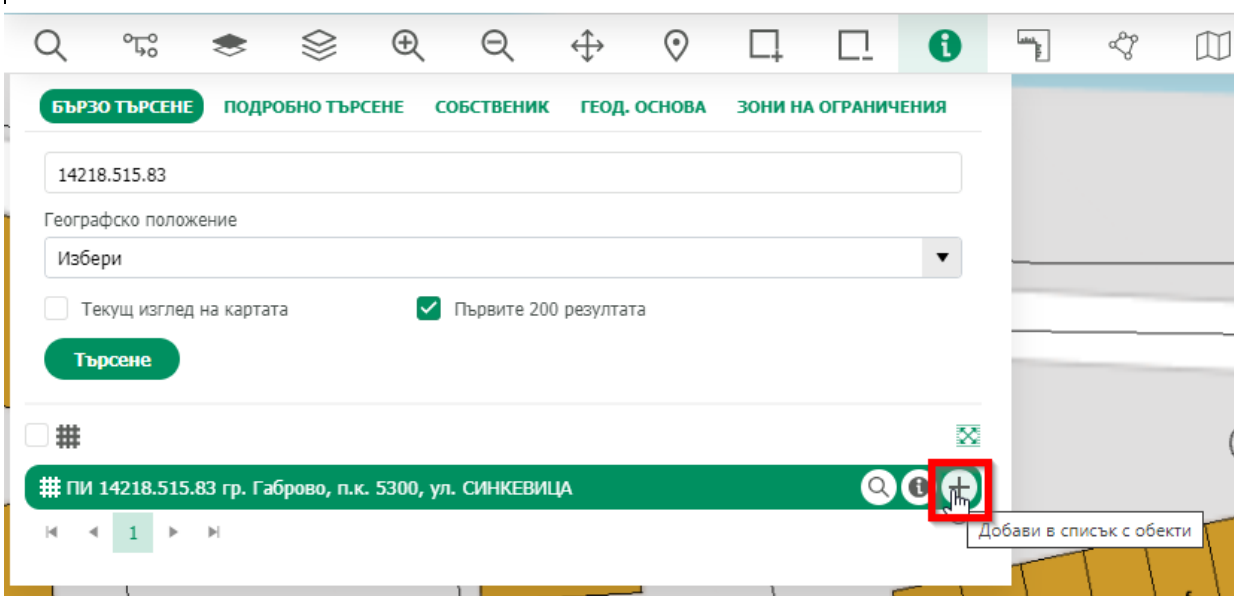 БЪРЗО ТЪРСЕНЕ ПОДРОБНО ТЪРСЕНЕ СОБСТВЕНИК ГЕОД. ОСНОВА ЗОНИ НА ОГРАНИЧЕНИЯ
14218.515.83
Географско положение
Избери
Текущ изглед на картата Първите 200 резултата
Търсене
ПИ 14218.515.83 гр. Габрово, п.к. 5300, ул. СИНКЕВИЦА
1
Добави в списък с обекти